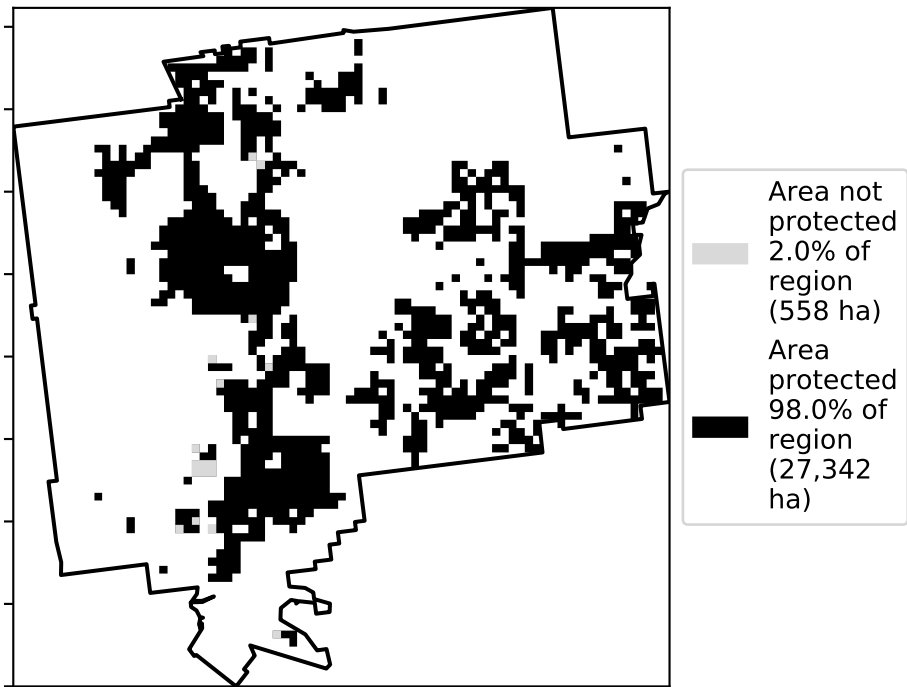 Area not
protected
2.0% of
region
(558 ha)
Area
protected
98.0% of
region
(27,342
ha)